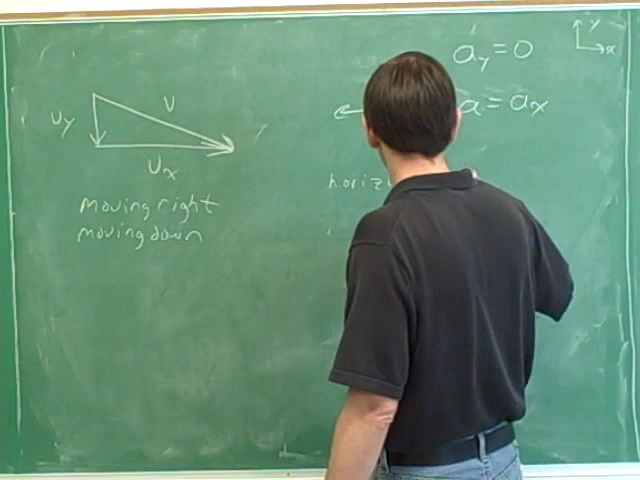 y
x
a_y = 0
a = a_x
v
v_y
v_x
moving right
moving down